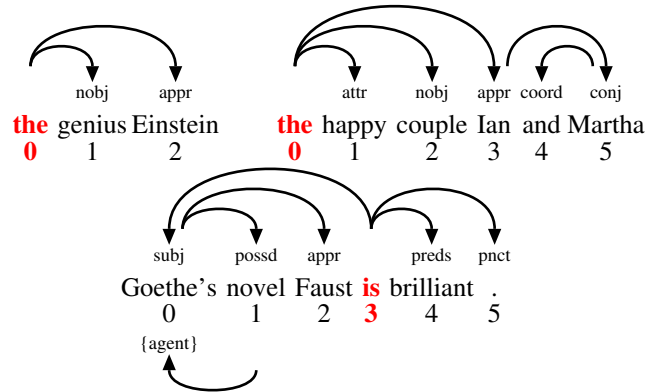 nobj appr
the genius Einstein
0 1 2
attr nobj appr coord conj
the happy couple Ian and Martha
0 1 2 3 4 5
subj possd appr preds pnct
Goethe's novel Faust is brilliant .
0 1 2 3 4 5
{agent}